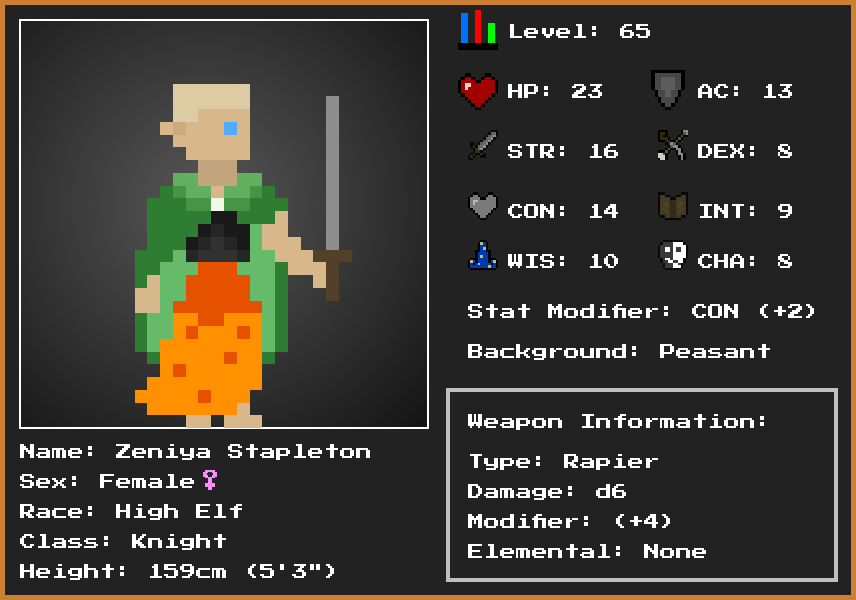 Level: 65
HP: 23 AC: 13
STR: 16 DEX: 8
CON: 14 INT: 9
WIS: 10 CHA: 8
Stat Modifier: CON (+2)
Background: Peasant
Weapon Information:
Type: Rapier
Damage: d6
Modifier: (+4)
Elemental: None
Name: Zeniya Stapleton
Sex: Female♀
Race: High Elf
Class: Knight
Height: 159cm (5'3")